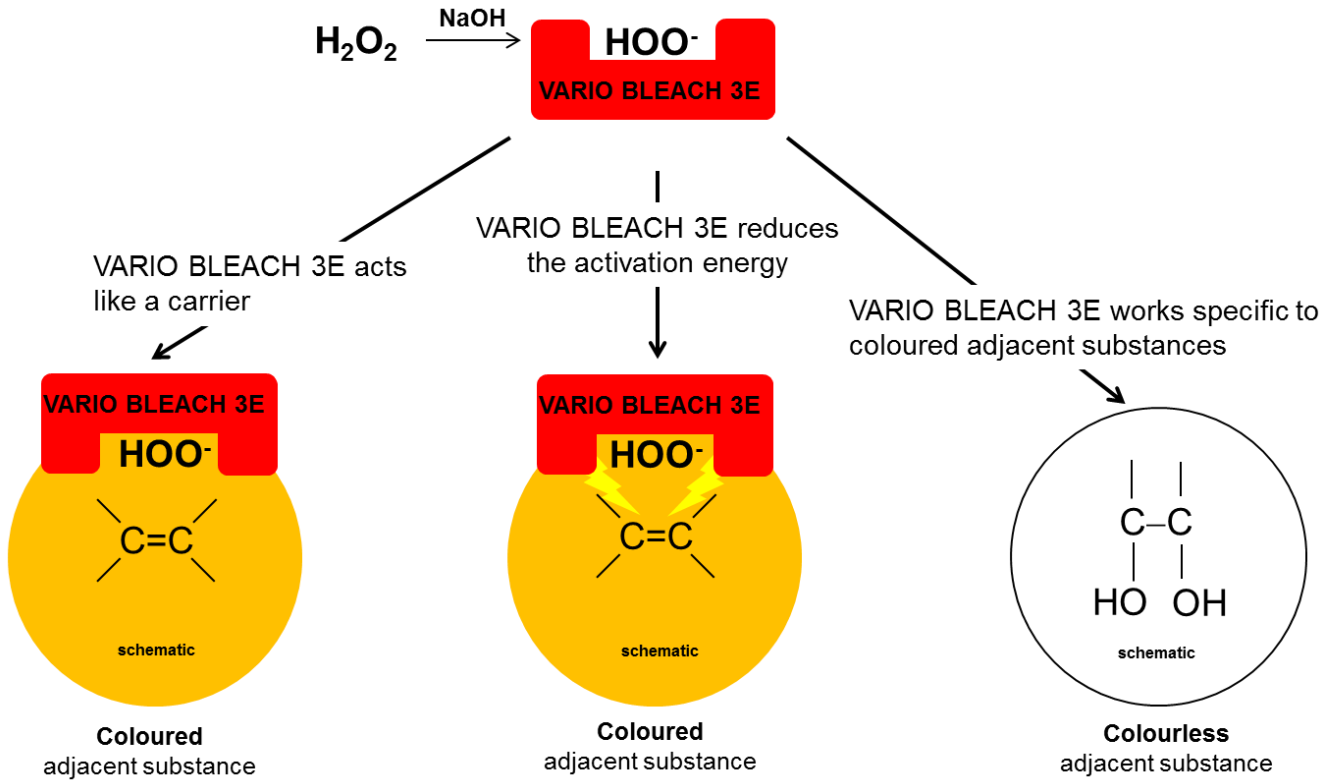 H₂O₂
NaOH
HOO⁻
VARIO BLEACH 3E
VARIO BLEACH 3E acts
like a carrier
VARIO BLEACH 3E reduces
the activation energy
VARIO BLEACH 3E works specific to
coloured adjacent substances
VARIO BLEACH 3E
HOO⁻
C=C
schematic
Coloured
adjacent substance
VARIO BLEACH 3E
HOO⁻
C=C
schematic
Coloured
adjacent substance
C–C
HO OH
schematic
Colourless
adjacent substance